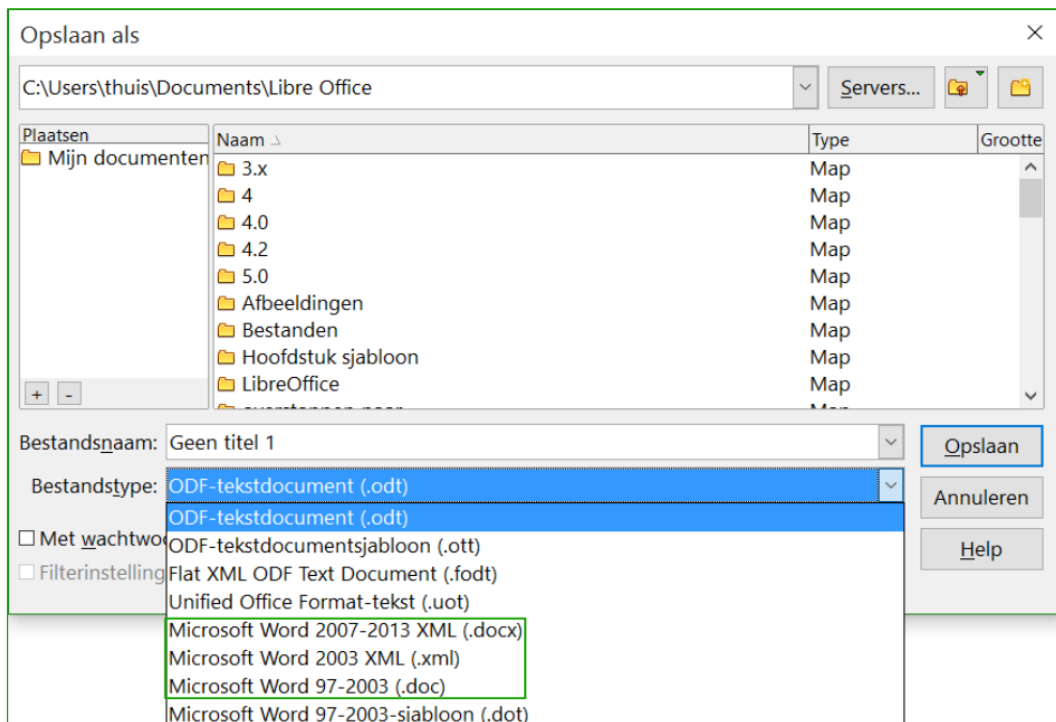 Opslaan als
C:\Users\thuis\Documents\Libre Office
Servers...
Plaatsen
Mijn documenten
Naam Type Grootte
3.x Map
4 Map
4.0 Map
4.2 Map
5.0 Map
Afbeeldingen Map
Bestanden Map
Hoofdstuk sjabloon Map
LibreOffice Map
+ -
Bestandsnaam: Geen titel 1
Opslaan
Bestandstype: ODF-tekstdocument (.odt)
Annuleren
ODF-tekstdocument (.odt)
Met wachtwoo
ODF-tekstdocumentsjabloon (.ott)
Help
Filterinstelling
Flat XML ODF Text Document (.fodt)
Unified Office Format-tekst (.uot)
Microsoft Word 2007-2013 XML (.docx)
Microsoft Word 2003 XML (.xml)
Microsoft Word 97-2003 (.doc)
Microsoft Word 97-2003-sjabloon (.dot)